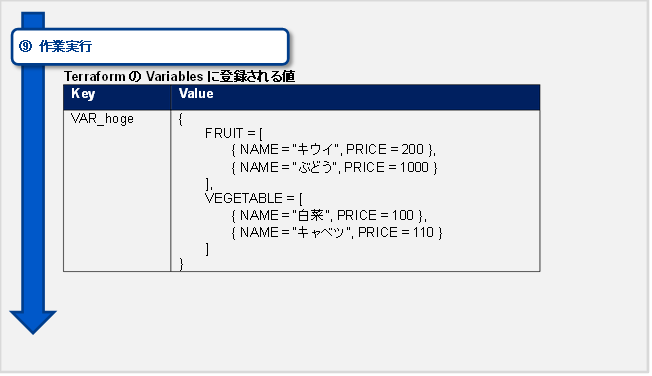 ⑨ 作業実行
Terraform の Variables に登録される値
Key Value
VAR_hoge {
FRUIT = [
{ NAME = "キウイ", PRICE = 200 },
{ NAME = "ぶどう", PRICE = 1000 }
],
VEGETABLE = [
{ NAME = "白菜", PRICE = 100 },
{ NAME = "キャベツ", PRICE = 110 }
]
}